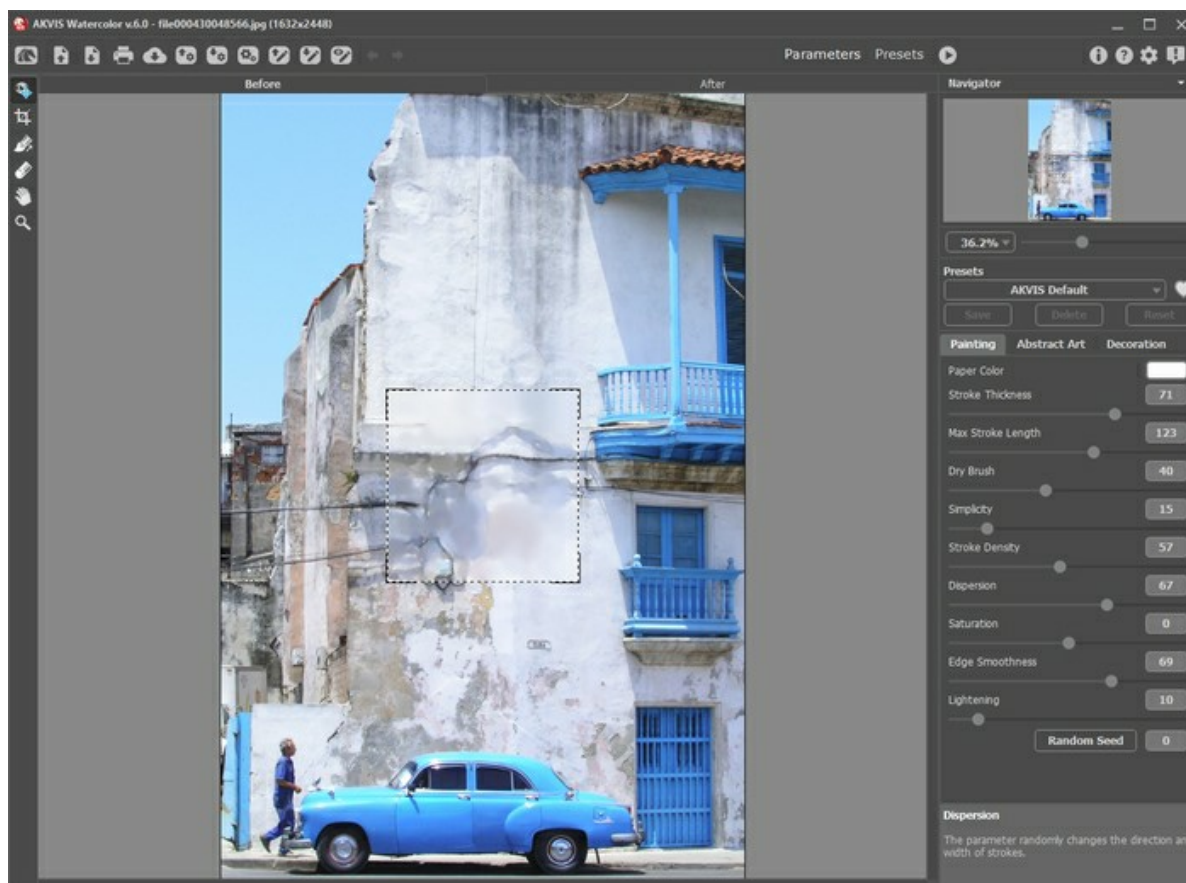 AKVIS Watercolor v.6.0 - file000430048566.jpg (1632x2448)
Parameters Presets
Before After
Navigator
36.2%
Presets
AKVIS Default
Save Delete Reset
Painting Abstract Art Decoration
Paper Color
Stroke Thickness 71
Max Stroke Length 123
Dry Brush 40
Simplicity 15
Stroke Density 57
Dispersion 67
Saturation 0
Edge Smoothness 69
Lightening 10
Random Seed 0
Dispersion
The parameter randomly changes the direction an
width of strokes.